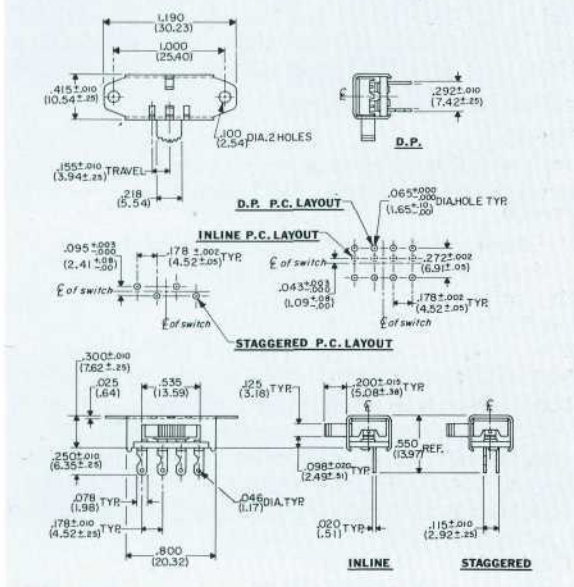 1.190
(30.23)
1.000
(25.40)
.415±.010
(10.54±.25)
.292±.010
(7.42±.25)
D.P.
.100 DIA. 2 HOLES
(2.54)
.155±.010 TRAVEL
(3.94±.25)
.218
(5.54)
D.P. P.C. LAYOUT
.065+.000 -.000 DIA.HOLE TYP.
(1.65+.10 -.00)
INLINE P.C. LAYOUT
.095+.003 -.000
(2.41+.08 -.00)
.178 ±.002 TYP.
(4.52±.05)
℄ of switch
.272±.002
(6.91±.05)
.043+.003 -.000
(1.09+.08 -.00)
℄ of switch
.178±.002 TYP.
(4.52±.05)
℄ of switch
℄ of switch
STAGGERED P.C. LAYOUT
.300±.010
(7.62±.25)
.025
(.64)
.535
(13.59)
.125 TYP.
(3.18)
.200±.015 TYP.
(5.08±.38)
℄
℄
.550 REF.
(13.97)
.250±.010
(6.35±.25)
.098±.020 TYP.
(2.49±.51)
.078 TYP.
(1.98)
.046 DIA. TYP.
(1.17)
.178±.010 TYP.
(4.52±.25)
.020 TYP.
(.51)
.115±.010
(2.92±.25)
.800
(20.32)
INLINE
STAGGERED